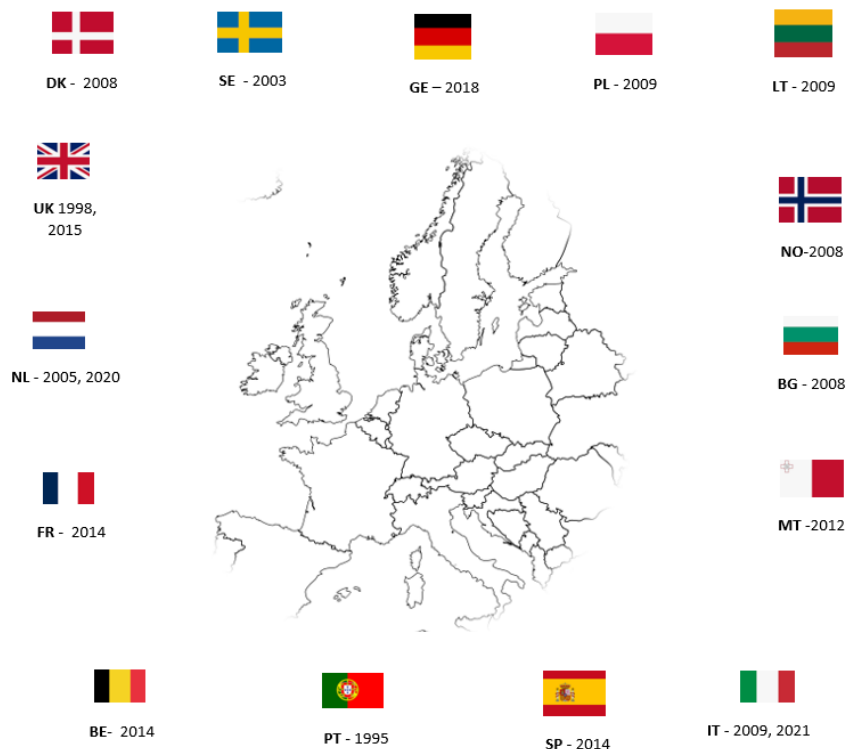 DK - 2008
SE - 2003
GE – 2018
PL - 2009
LT - 2009
UK 1998,
2015
NO-2008
NL - 2005, 2020
BG - 2008
FR - 2014
MT -2012
BE- 2014
PT - 1995
SP - 2014
IT - 2009, 2021